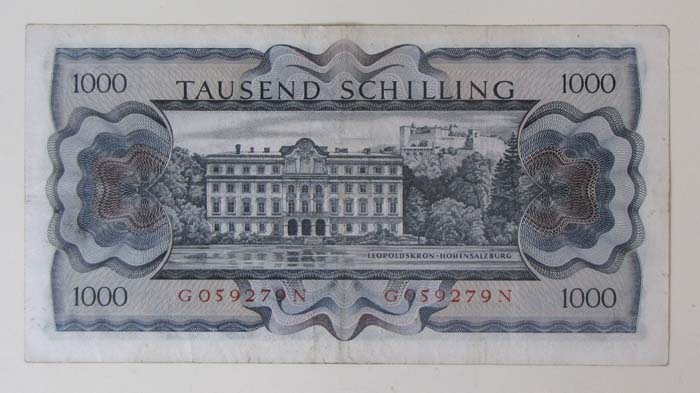 1000 TAUSEND SCHILLING 1000
LEOPOLDSKRON-HOHENSALZBURG
1000 G059279N G059279N 1000